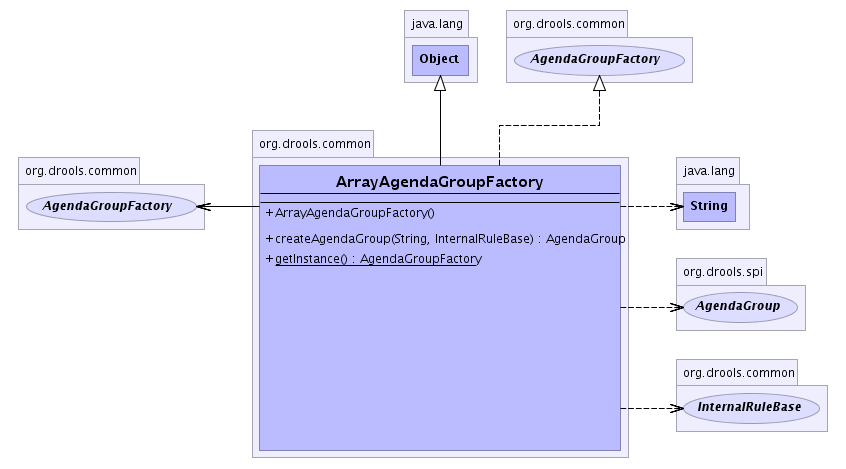 java.lang
Object
org.drools.common
AgendaGroupFactory
org.drools.common
AgendaGroupFactory
org.drools.common
ArrayAgendaGroupFactory
+ ArrayAgendaGroupFactory()
+ createAgendaGroup(String, InternalRuleBase) : AgendaGroup
+ getInstance() : AgendaGroupFactory
java.lang
String
org.drools.spi
AgendaGroup
org.drools.common
InternalRuleBase